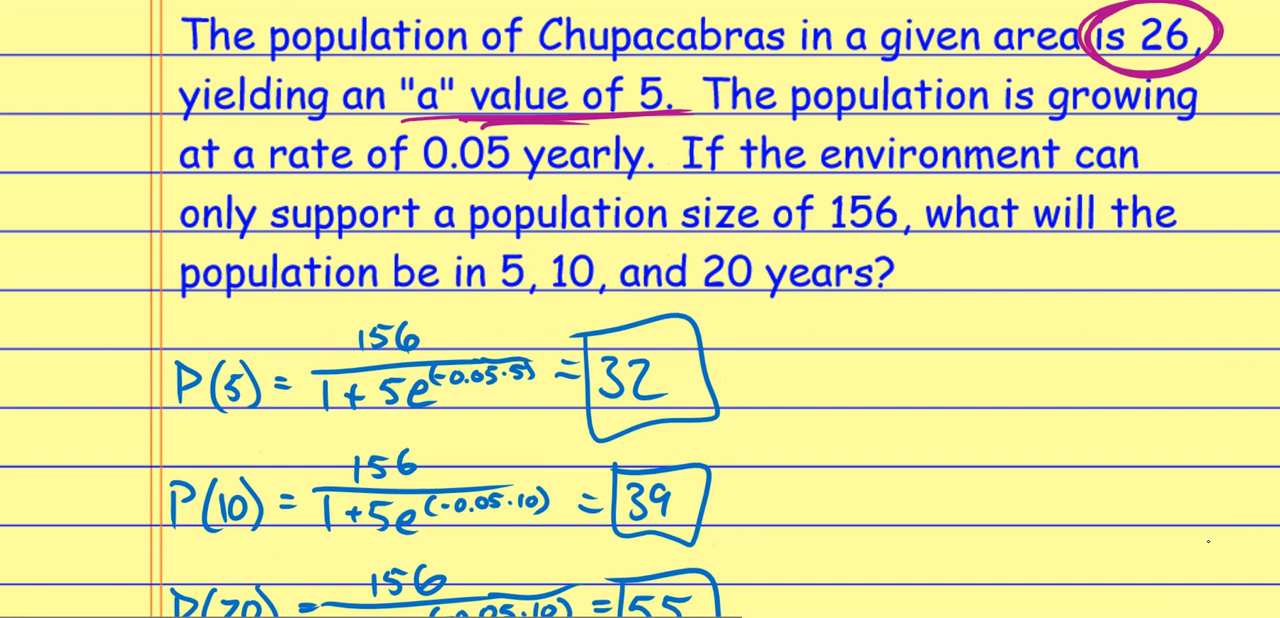 The population of Chupacabras in a given area is 26,
yielding an "a" value of 5. The population is growing
at a rate of 0.05 yearly. If the environment can
only support a population size of 156, what will the
population be in 5, 10, and 20 years?
P(5) = 156 / 1 + 5e^(-0.05·5) = 32
P(10) = 156 / 1 + 5e^(-0.05·10) = 39
P(20) = 156 / (-0.05·10) = 55